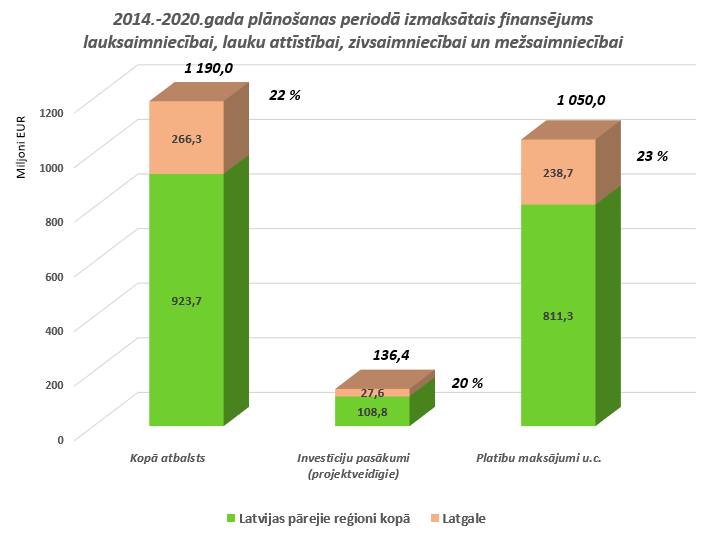 2014.-2020.gada plānošanas periodā izmaksātais finansējums
lauksaimniecībai, lauku attīstībai, zivsaimniecībai un mežsaimniecībai
Miljoni EUR
1200
1000
800
600
400
200
0
1 190,0
22 %
266,3
923,7
136,4
20 %
27,6
108,8
1 050,0
23 %
238,7
811,3
Kopā atbalsts
Investīciju pasākumi
(projektveidīgie)
Platību maksājumi u.c.
Latvijas pārejie reģioni kopā
Latgale